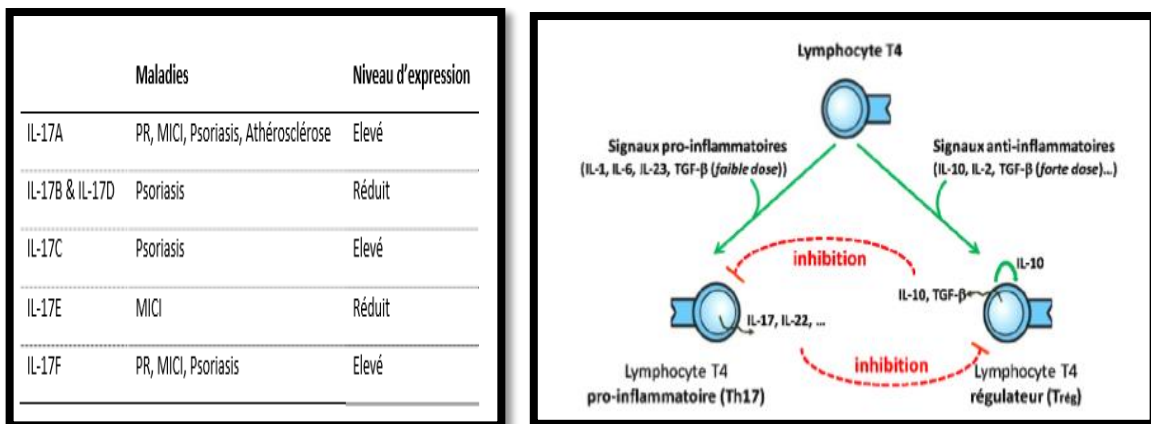 Maladies Niveau d'expression
IL-17A PR, MICI, Psoriasis, Athérosclérose Elevé
IL-17B & IL-17D Psoriasis Réduit
IL-17C Psoriasis Elevé
IL-17E MICI Réduit
IL-17F PR, MICI, Psoriasis Elevé
Lymphocyte T4
Signaux pro-inflammatoires
(IL-1, IL-6, IL-23, TGF-β (faible dose))
Signaux anti-inflammatoires
(IL-10, IL-2, TGF-β (forte dose)...)
inhibition
IL-10
IL-10, TGF-β
IL-17, IL-22, ...
inhibition
Lymphocyte T4
pro-inflammatoire (Th17)
Lymphocyte T4
régulateur (Trég)